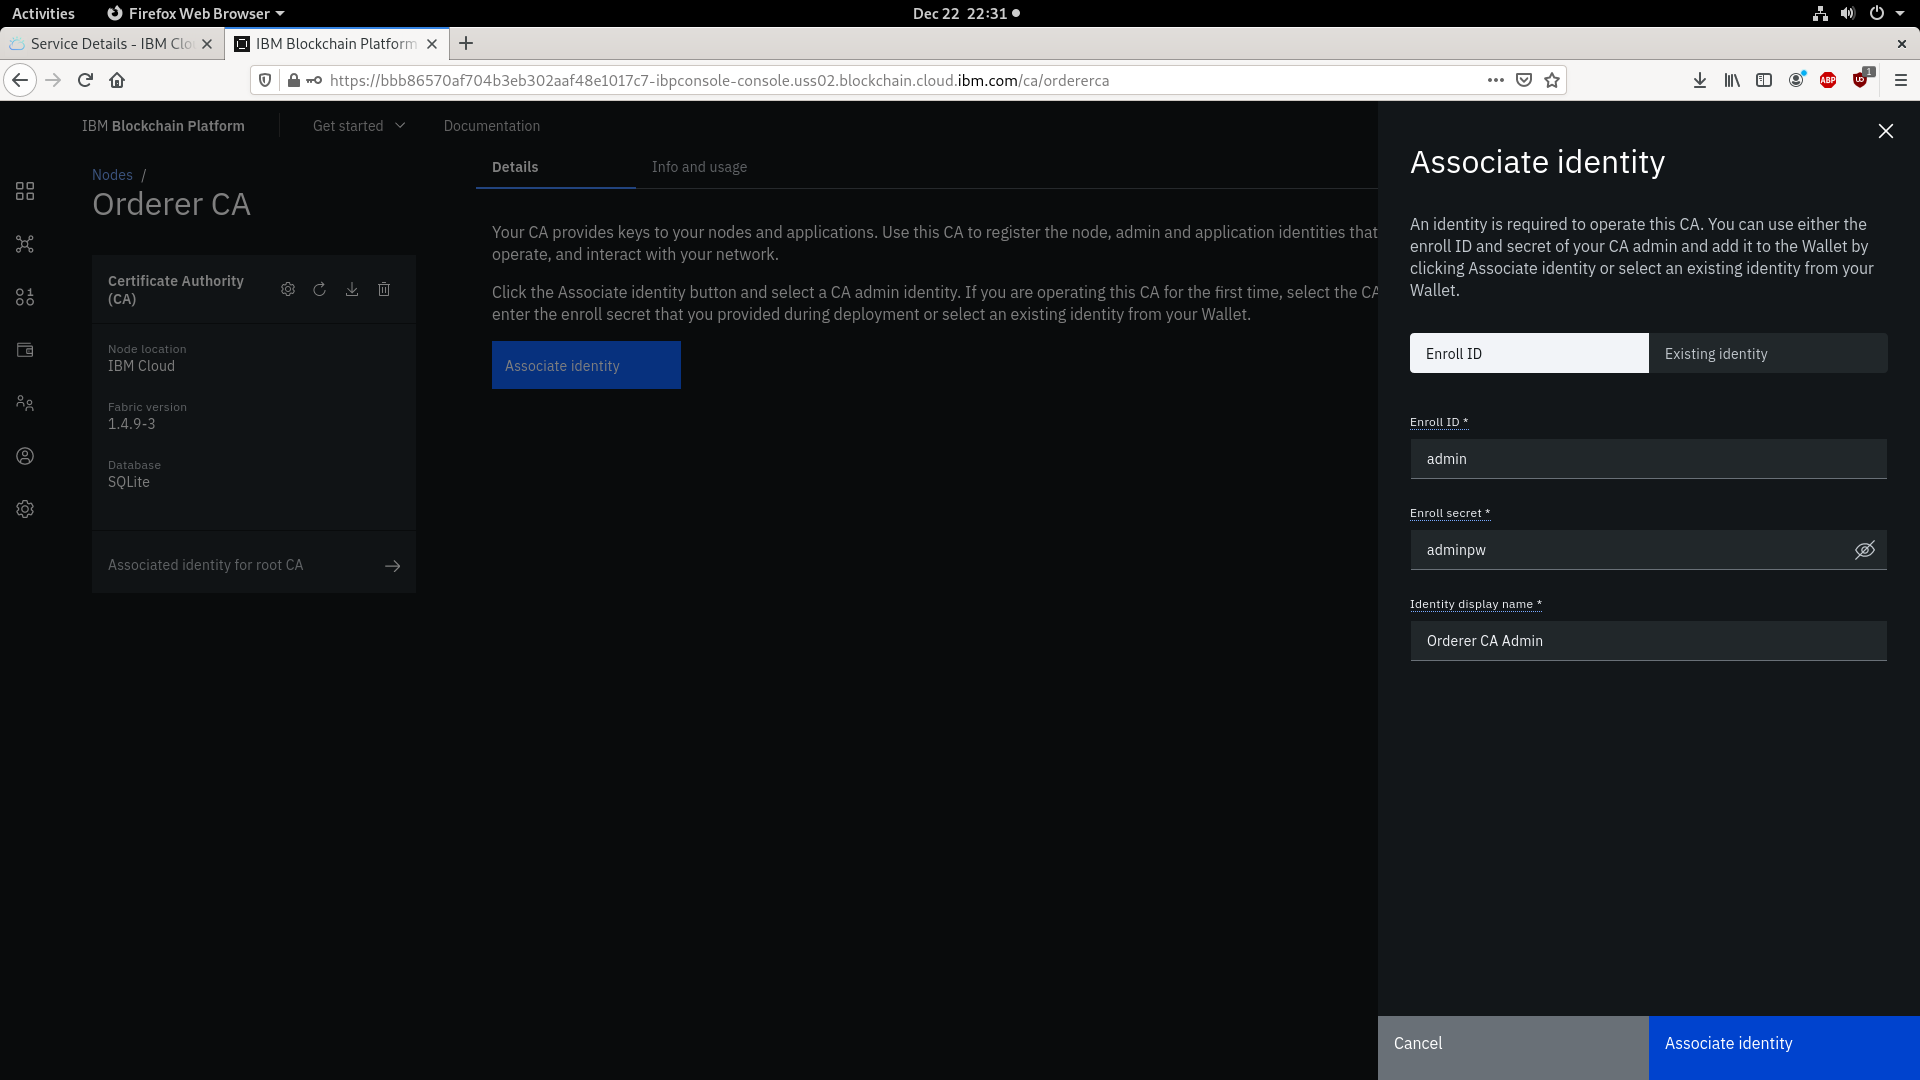 Activities
Firefox Web Browser
Dec 22 22:31
Service Details - IBM Clo
IBM Blockchain Platform
https://bbb86570af704b3eb302aaf48e1017c7-ibpconsole-console.uss02.blockchain.cloud.ibm.com/ca/ordererca
ABP
1
IBM Blockchain Platform
Get started
Documentation
Nodes /
Orderer CA
Certificate Authority
(CA)
Node location
IBM Cloud
Fabric version
1.4.9-3
Database
SQLite
Associated identity for root CA
Details
Info and usage
Your CA provides keys to your nodes and applications. Use this CA to register the node, admin and application identities that
operate, and interact with your network.
Click the Associate identity button and select a CA admin identity. If you are operating this CA for the first time, select the CA
enter the enroll secret that you provided during deployment or select an existing identity from your Wallet.
Associate identity
Associate identity
An identity is required to operate this CA. You can use either the
enroll ID and secret of your CA admin and add it to the Wallet by
clicking Associate identity or select an existing identity from your
Wallet.
Enroll ID
Existing identity
Enroll ID *
admin
Enroll secret *
adminpw
Identity display name *
Orderer CA Admin
Cancel
Associate identity